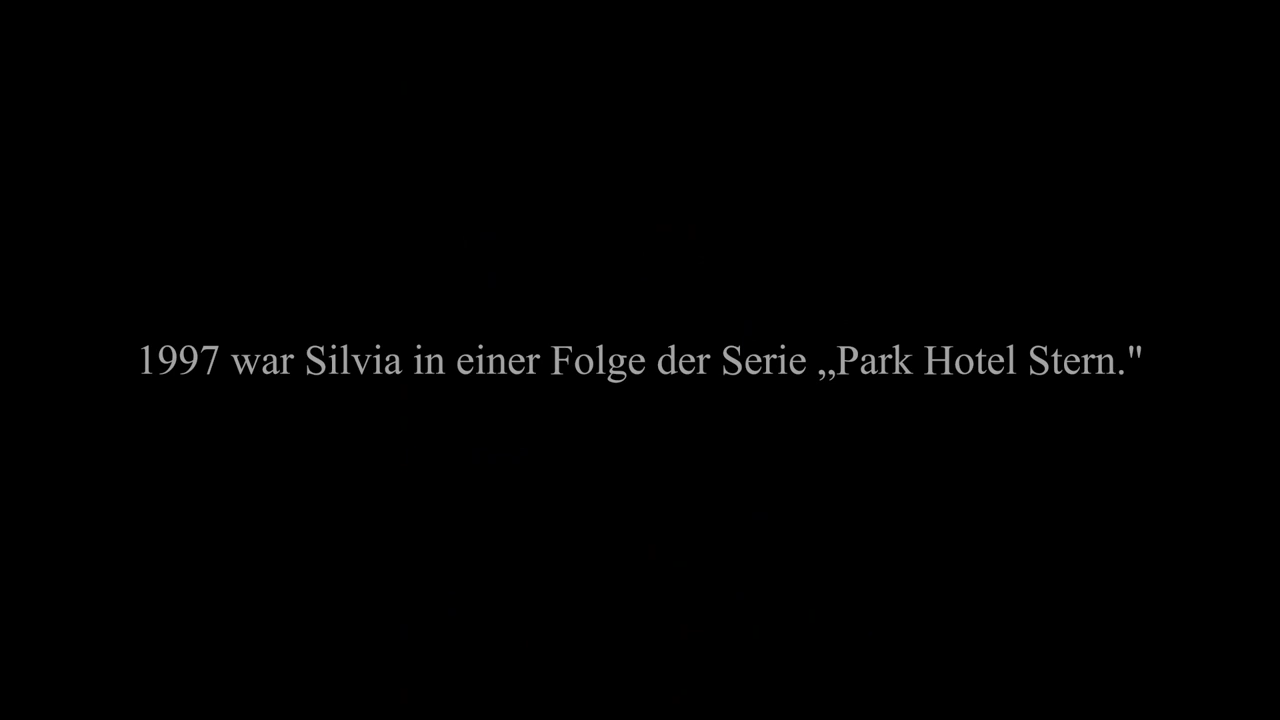 1997 war Silvia in einer Folge der Serie „Park Hotel Stern."